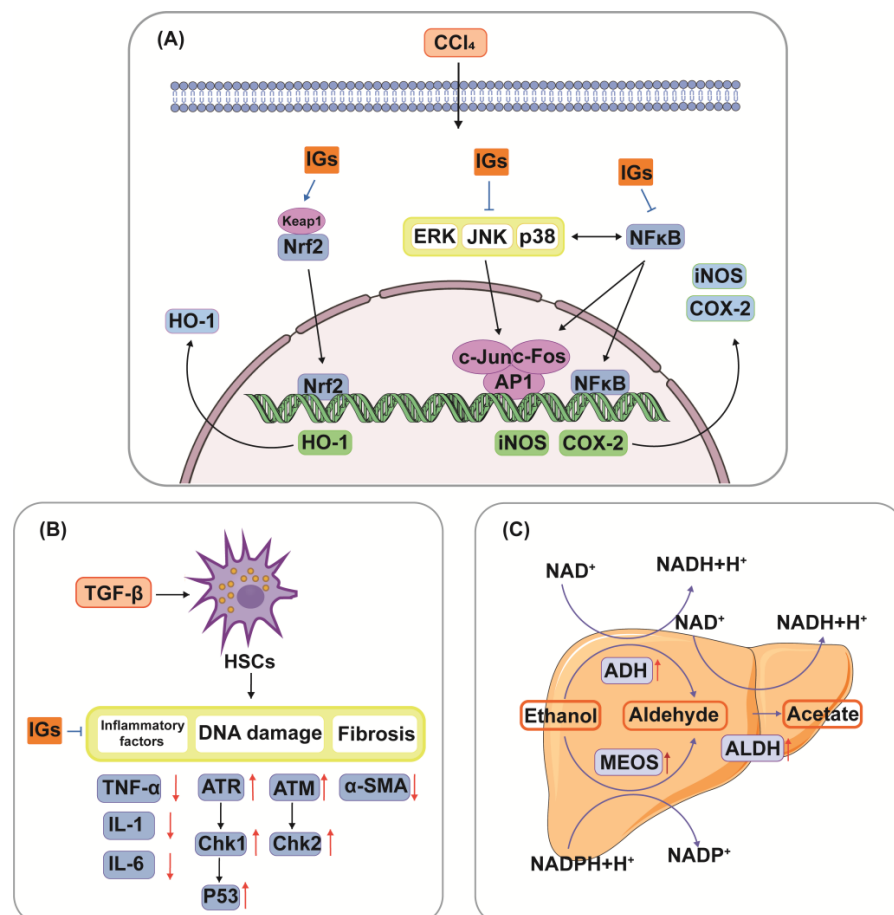 (A)
CCl₄
IGs
IGs
IGs
Keap1
Nrf2
ERK JNK p38
NFκB
iNOS
COX-2
HO-1
c-Junc-Fos
AP1
Nrf2
NFκB
HO-1
iNOS
COX-2
(B)
TGF-β
HSCs
IGs
Inflammatory
factors
DNA damage
Fibrosis
TNF-α
ATR
ATM
α-SMA
IL-1
Chk1
Chk2
IL-6
P53
(C)
NAD⁺
NADH+H⁺
NAD⁺
NADH+H⁺
ADH
Ethanol
Aldehyde
Acetate
MEOS
ALDH
NADPH+H⁺
NADP⁺